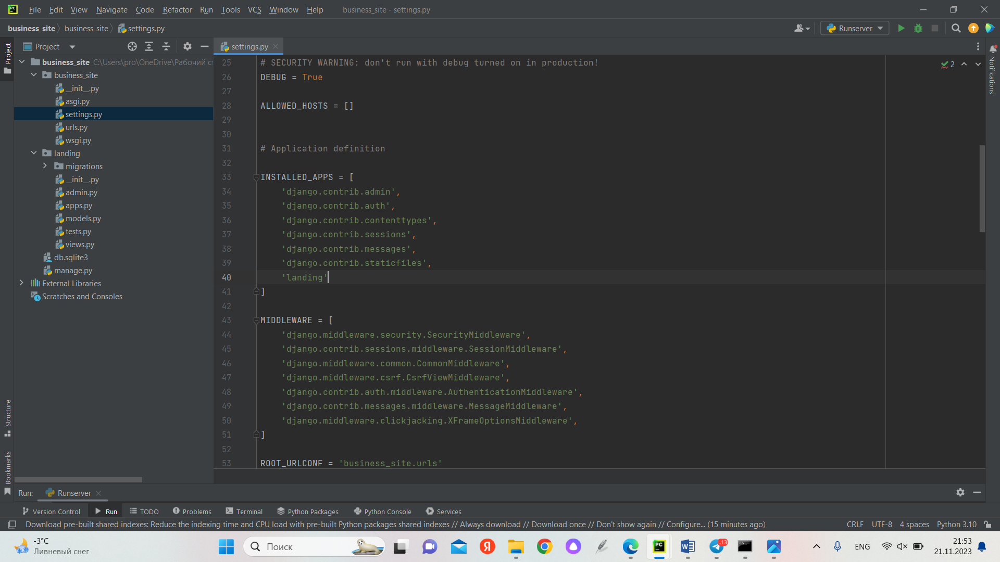 File Edit View Navigate Code Refactor Run Tools VCS Window Help business_site - settings.py
business_site business_site settings.py Runserver
Project
Project
settings.py
Notifications
business_site C:\Users\pro\OneDrive\Рабочий ст
business_site
__init__.py
asgi.py
settings.py
urls.py
wsgi.py
landing
migrations
__init__.py
admin.py
apps.py
models.py
tests.py
views.py
db.sqlite3
manage.py
External Libraries
Scratches and Consoles
Structure
Bookmarks
2
25 # SECURITY WARNING: don't run with debug turned on in production!
26 DEBUG = True
27
28 ALLOWED_HOSTS = []
29
30
31 # Application definition
32
33 INSTALLED_APPS = [
34 'django.contrib.admin',
35 'django.contrib.auth',
36 'django.contrib.contenttypes',
37 'django.contrib.sessions',
38 'django.contrib.messages',
39 'django.contrib.staticfiles',
40 'landing'
41 ]
42
43 MIDDLEWARE = [
44 'django.middleware.security.SecurityMiddleware',
45 'django.contrib.sessions.middleware.SessionMiddleware',
46 'django.middleware.common.CommonMiddleware',
47 'django.middleware.csrf.CsrfViewMiddleware',
48 'django.contrib.auth.middleware.AuthenticationMiddleware',
49 'django.contrib.messages.middleware.MessageMiddleware',
50 'django.middleware.clickjacking.XFrameOptionsMiddleware',
51 ]
52
53 ROOT_URLCONF = 'business_site.urls'
Run: Runserver
Version Control Run TODO Problems Terminal Python Packages Python Console Services
Download pre-built shared indexes: Reduce the indexing time and CPU load with pre-built Python packages shared indexes // Always download // Download once // Don't show again // Configure... (15 minutes ago) CRLF UTF-8 4 spaces Python 3.10
-3°C
Ливневый снег
Поиск
Я
PC
W
13
ENG
21:53
21.11.2023